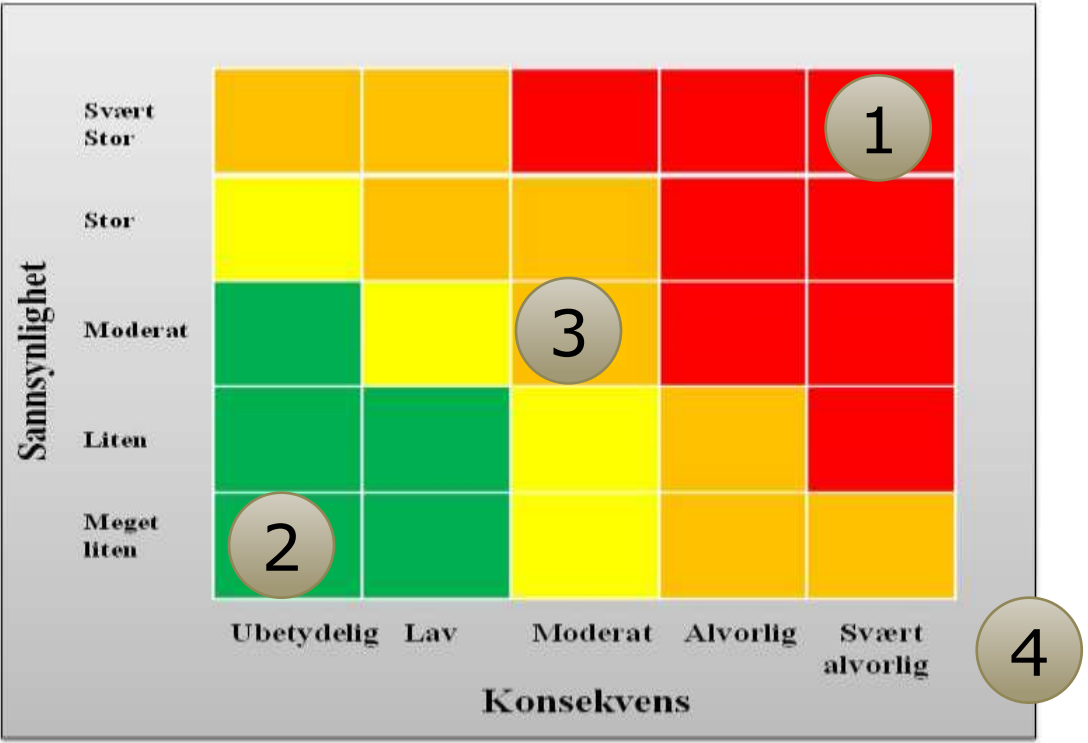 Svært
Stor
1
Stor
Sannsynlighet
Moderat
3
Liten
Meget
liten
2
Ubetydelig Lav Moderat Alvorlig Svært
alvorlig
4
Konsekvens